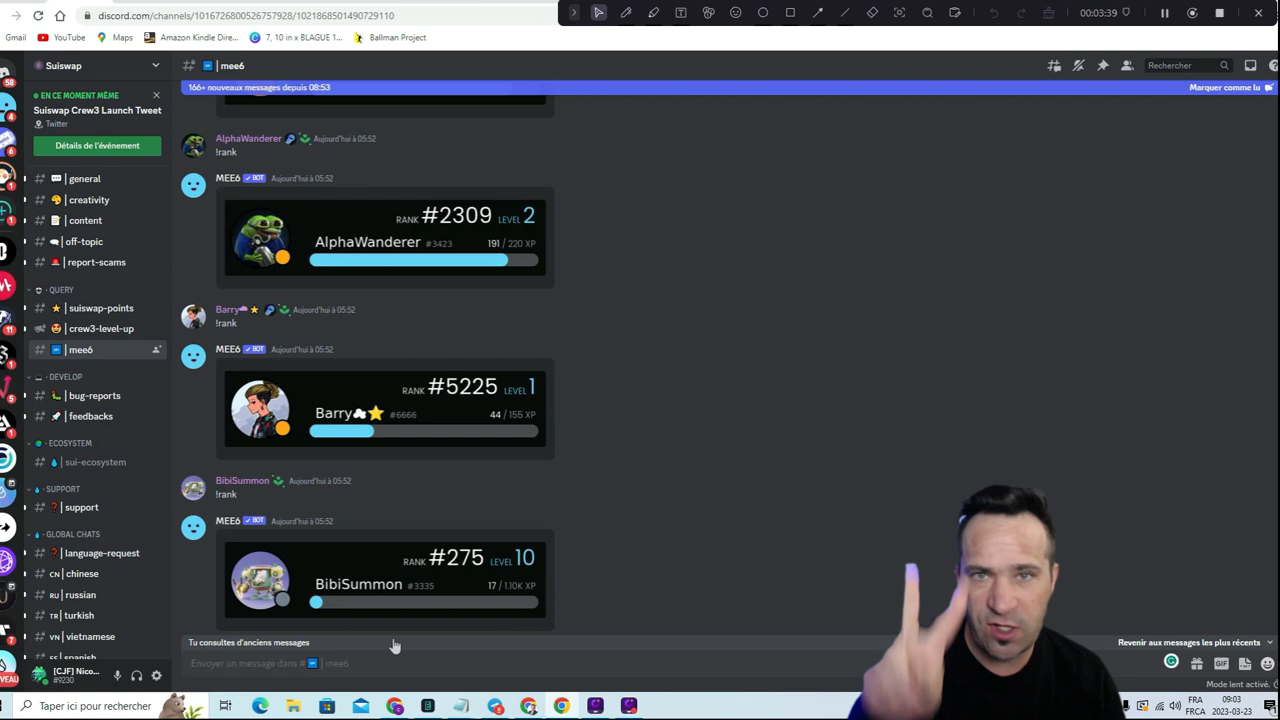 discord.com/channels/1016726800526757928/1021868501490729110
00:03:39
Gmail
YouTube
Maps
Amazon Kindle Dire...
7, 10 in x BLAGUE 1...
Ballman Project
Suiswap
EN CE MOMENT MÊME
Suiswap Crew3 Launch Tweet
Twitter
Détails de l'événement
general
creativity
content
off-topic
report-scams
QUERY
suiswap-points
crew3-level-up
mee6
DEVELOP
bug-reports
feedbacks
ECOSYSTEM
sui-ecosystem
SUPPORT
support
GLOBAL CHATS
language-request
CN chinese
RU russian
TR turkish
VN vietnamese
spanish
[CJF] Nico...
#9230
# | mee6
Rechercher
166+ nouveaux messages depuis 08:53
Marquer comme lu
AlphaWanderer Aujourd'hui à 05:52
!rank
MEE6 BOT Aujourd'hui à 05:52
RANK #2309 LEVEL 2
AlphaWanderer #3423 191 / 220 XP
Barry Aujourd'hui à 05:52
!rank
MEE6 BOT Aujourd'hui à 05:52
RANK #5225 LEVEL 1
Barry #6666 44 / 155 XP
BibiSummon Aujourd'hui à 05:52
!rank
MEE6 BOT Aujourd'hui à 05:52
RANK #275 LEVEL 10
BibiSummon #3335 17 / 1.10K XP
Tu consultes d'anciens messages
Revenir aux messages les plus récents
Envoyer un message dans # | mee6
GIF
Mode lent activé.
Taper ici pour rechercher
FRA
FRCA
09:03
2023-03-23